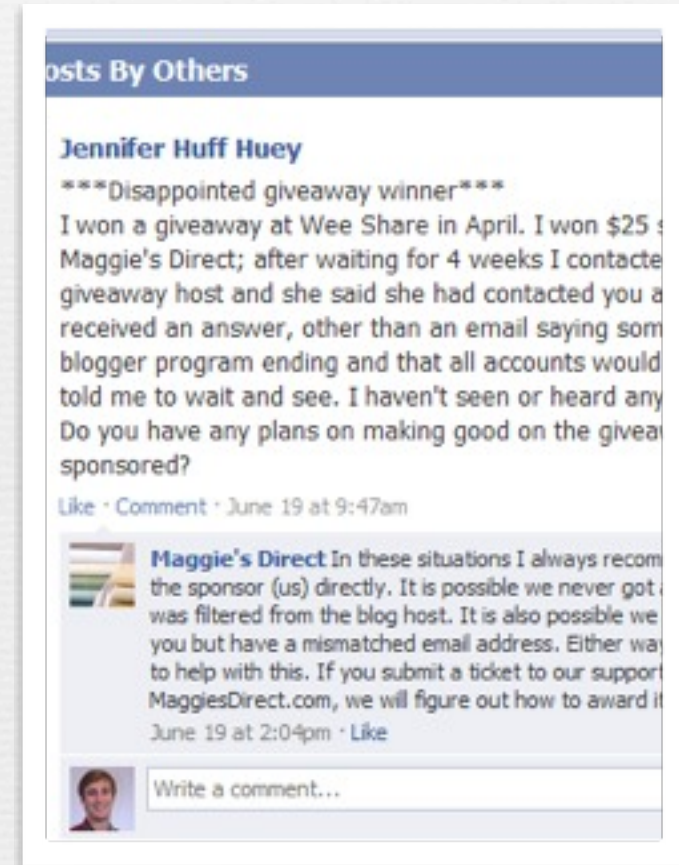 osts By Others
Jennifer Huff Huey
***Disappointed giveaway winner***
I won a giveaway at Wee Share in April. I won $25 s
Maggie's Direct; after waiting for 4 weeks I contacte
giveaway host and she said she had contacted you a
received an answer, other than an email saying som
blogger program ending and that all accounts would
told me to wait and see. I haven't seen or heard any
Do you have any plans on making good on the givea
sponsored?
Like · Comment · June 19 at 9:47am
Maggie's Direct In these situations I always recom
the sponsor (us) directly. It is possible we never got
was filtered from the blog host. It is also possible we
you but have a mismatched email address. Either way
to help with this. If you submit a ticket to our support
MaggiesDirect.com, we will figure out how to award it
June 19 at 2:04pm · Like
Write a comment...